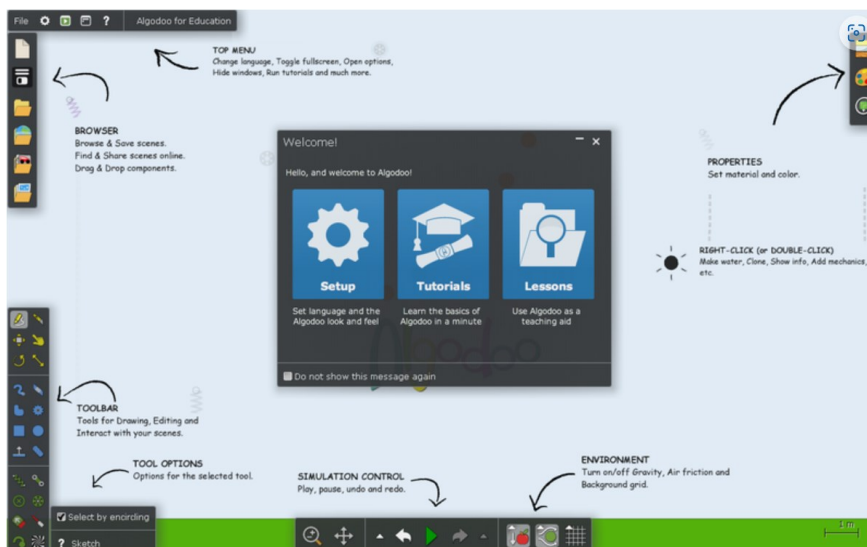 File ? Algodoo for Education
TOP MENU
Change language, Toggle fullscreen, Open options,
Hide windows, Run tutorials and much more.
BROWSER
Browse & Save scenes.
Find & Share scenes online.
Drag & Drop components.
Welcome!
Hello, and welcome to Algodoo!
Setup
Set language and the
Algodoo look and feel
Tutorials
Learn the basics of
Algodoo in a minute
Lessons
Use Algodoo as a
teaching aid
Do not show this message again
PROPERTIES
Set material and color.
RIGHT-CLICK (or DOUBLE-CLICK)
Make water, Clone, Show info, Add mechanics,
etc.
TOOLBAR
Tools for Drawing, Editing and
Interact with your scenes.
TOOL OPTIONS
Options for the selected tool.
SIMULATION CONTROL
Play, pause, undo and redo.
ENVIRONMENT
Turn on/off Gravity, Air friction and
Background grid.
Select by encircling
? Sketch
1 m